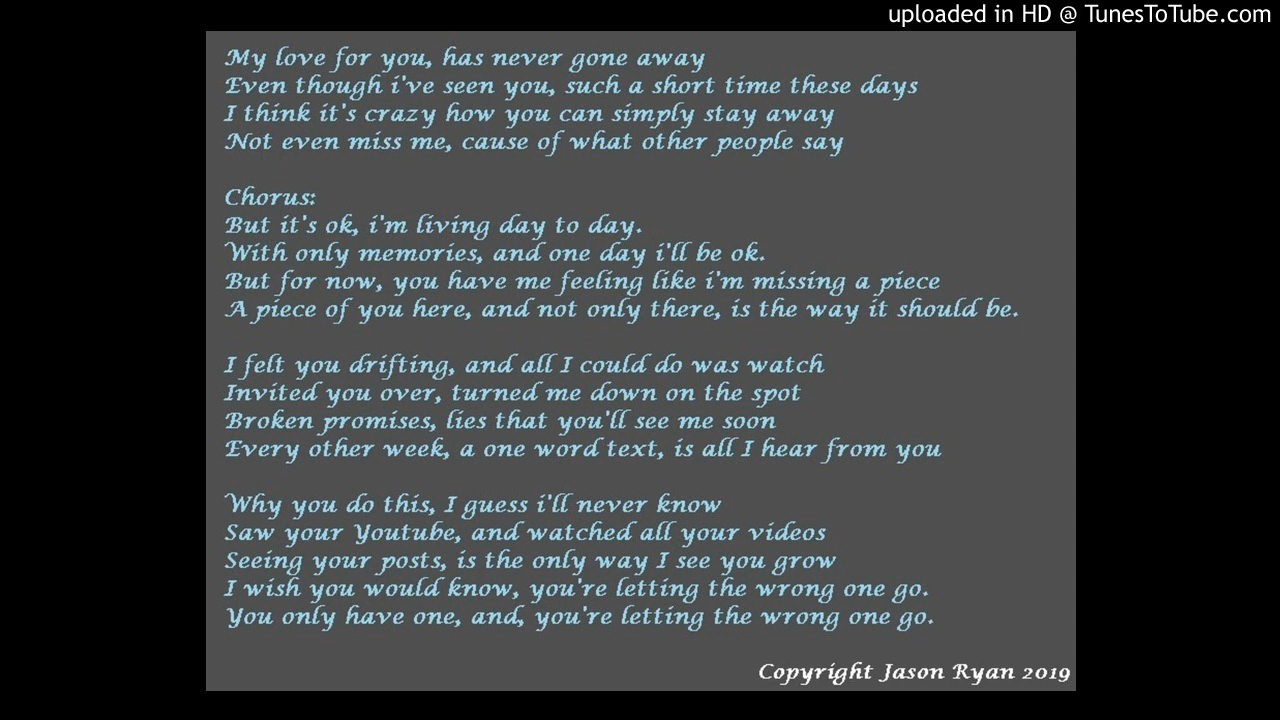 uploaded in HD @ TunesToTube.com
My love for you, has never gone away
Even though i've seen you, such a short time these days
I think it's crazy how you can simply stay away
Not even miss me, cause of what other people say
Chorus:
But it's ok, i'm living day to day.
With only memories, and one day i'll be ok.
But for now, you have me feeling like i'm missing a piece
A piece of you here, and not only there, is the way it should be.
I felt you drifting, and all I could do was watch
Invited you over, turned me down on the spot
Broken promises, lies that you'll see me soon
Every other week, a one word text, is all I hear from you
Why you do this, I guess i'll never know
Saw your Youtube, and watched all your videos
Seeing your posts, is the only way I see you grow
I wish you would know, you're letting the wrong one go.
You only have one, and, you're letting the wrong one go.
Copyright Jason Ryan 2019